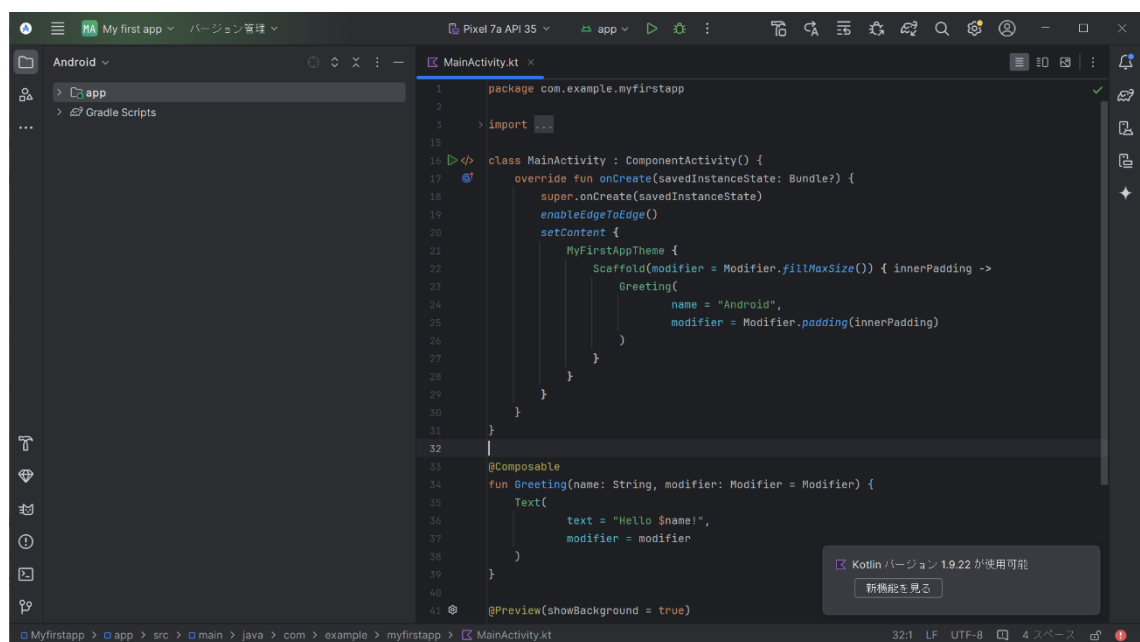 MA My first app バージョン管理 Pixel 7a API 35 app
Android
MainActivity.kt
app
Gradle Scripts
1 package com.example.myfirstapp
2
3 import ...
15
16 class MainActivity : ComponentActivity() {
17 override fun onCreate(savedInstanceState: Bundle?) {
18 super.onCreate(savedInstanceState)
19 enableEdgeToEdge()
20 setContent {
21 MyFirstAppTheme {
22 Scaffold(modifier = Modifier.fillMaxSize()) { innerPadding ->
23 Greeting(
24 name = "Android",
25 modifier = Modifier.padding(innerPadding)
26 )
27 }
28 }
29 }
30 }
31 }
32
33 @Composable
34 fun Greeting(name: String, modifier: Modifier = Modifier) {
35 Text(
36 text = "Hello $name!",
37 modifier = modifier
38 )
39 }
40
41 @Preview(showBackground = true)
Kotlin バージョン 1.9.22 が使用可能
新機能を見る
Myfirstapp > app > src > main > java > com > example > myfirstapp > MainActivity.kt 32:1 LF UTF-8 4 スペース